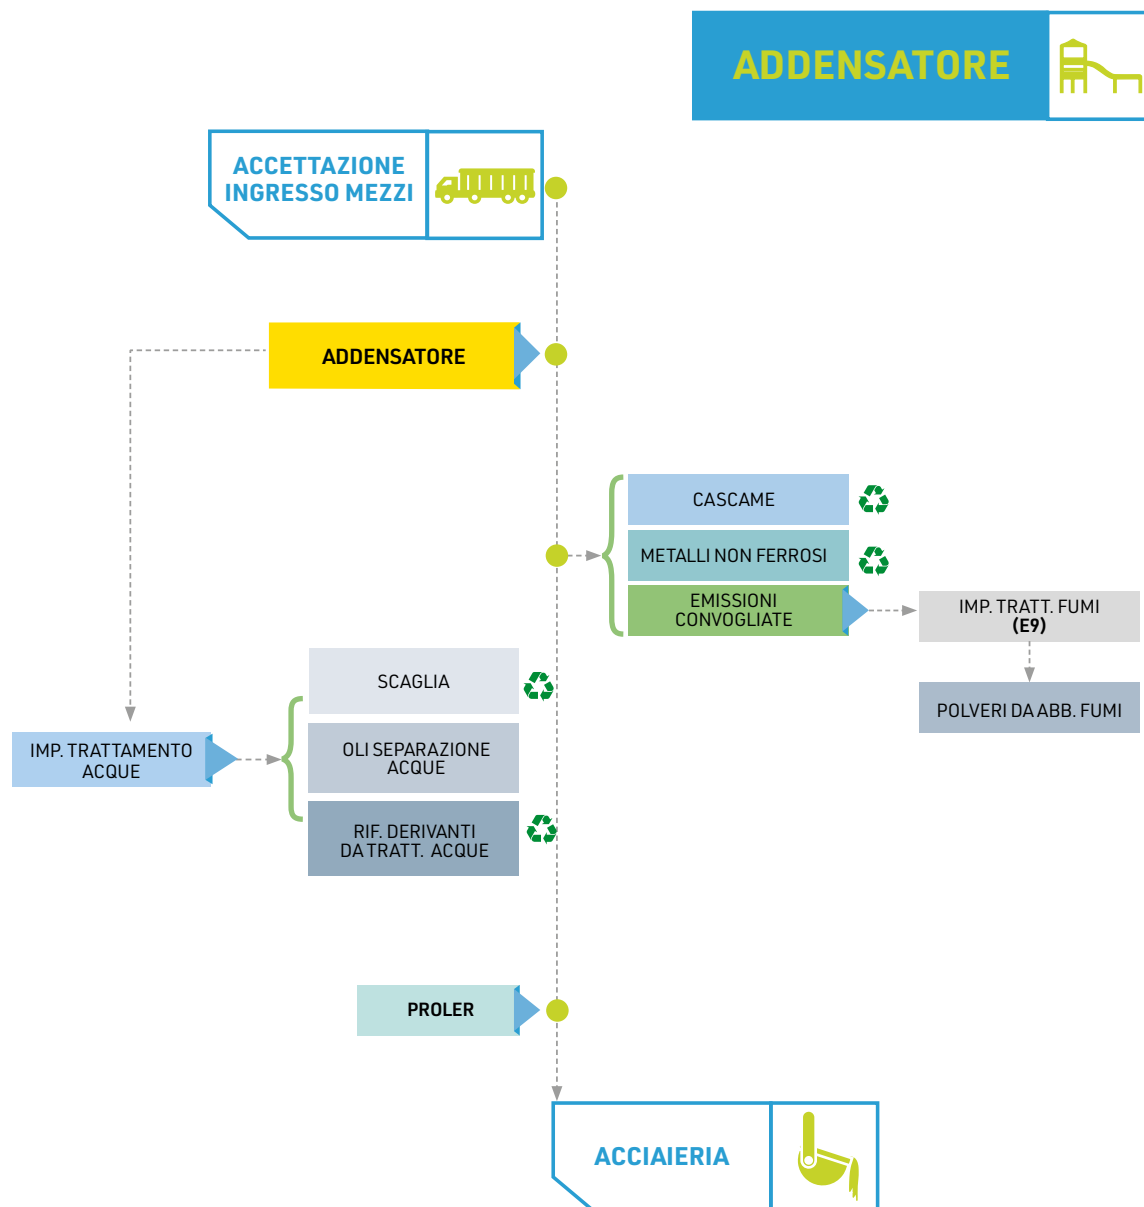 ADDENSATORE
ACCETTAZIONE
INGRESSO MEZZI
ADDENSATORE
CASCAME
METALLI NON FERROSI
EMISSIONI
CONVOGLIATE
IMP. TRATT. FUMI
(E9)
POLVERI DA ABB. FUMI
SCAGLIA
OLI SEPARAZIONE
ACQUE
RIF. DERIVANTI
DA TRATT. ACQUE
IMP. TRATTAMENTO
ACQUE
PROLER
ACCIAIERIA